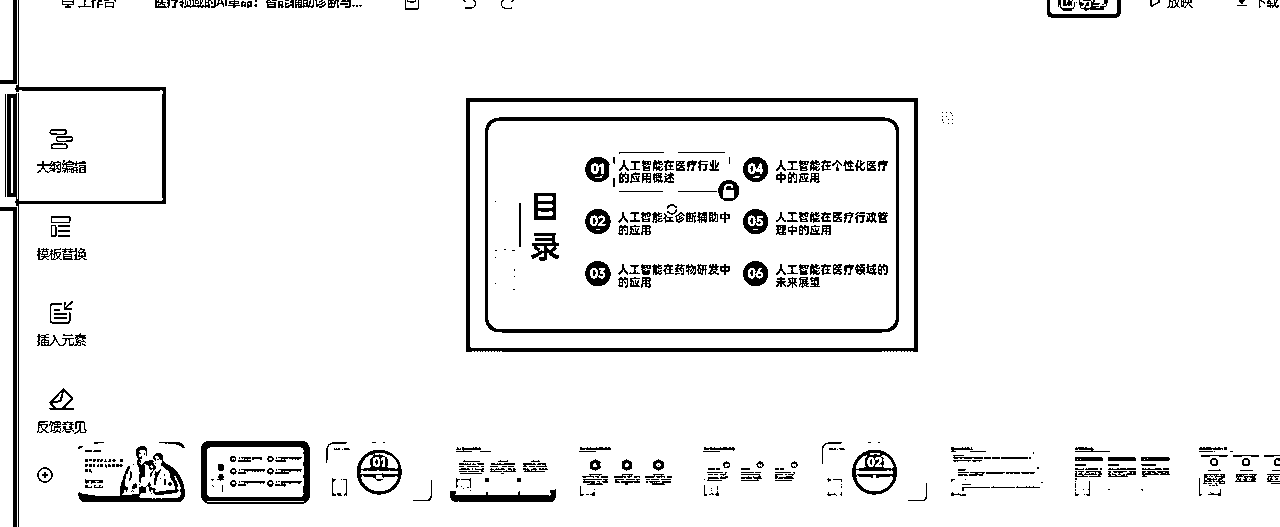 工作台
医疗领域的AI革命：智能辅助诊断与...
分享
放映
下载
大纲编辑
模板替换
插入元素
反馈意见
目录
01
人工智能在医疗行业
的应用概述
02
人工智能在诊断辅助中
的应用
03
人工智能在药物研发中
的应用
04
人工智能在个性化医疗
中的应用
05
人工智能在医疗行政管
理中的应用
06
人工智能在医疗领域的
未来展望
01
02